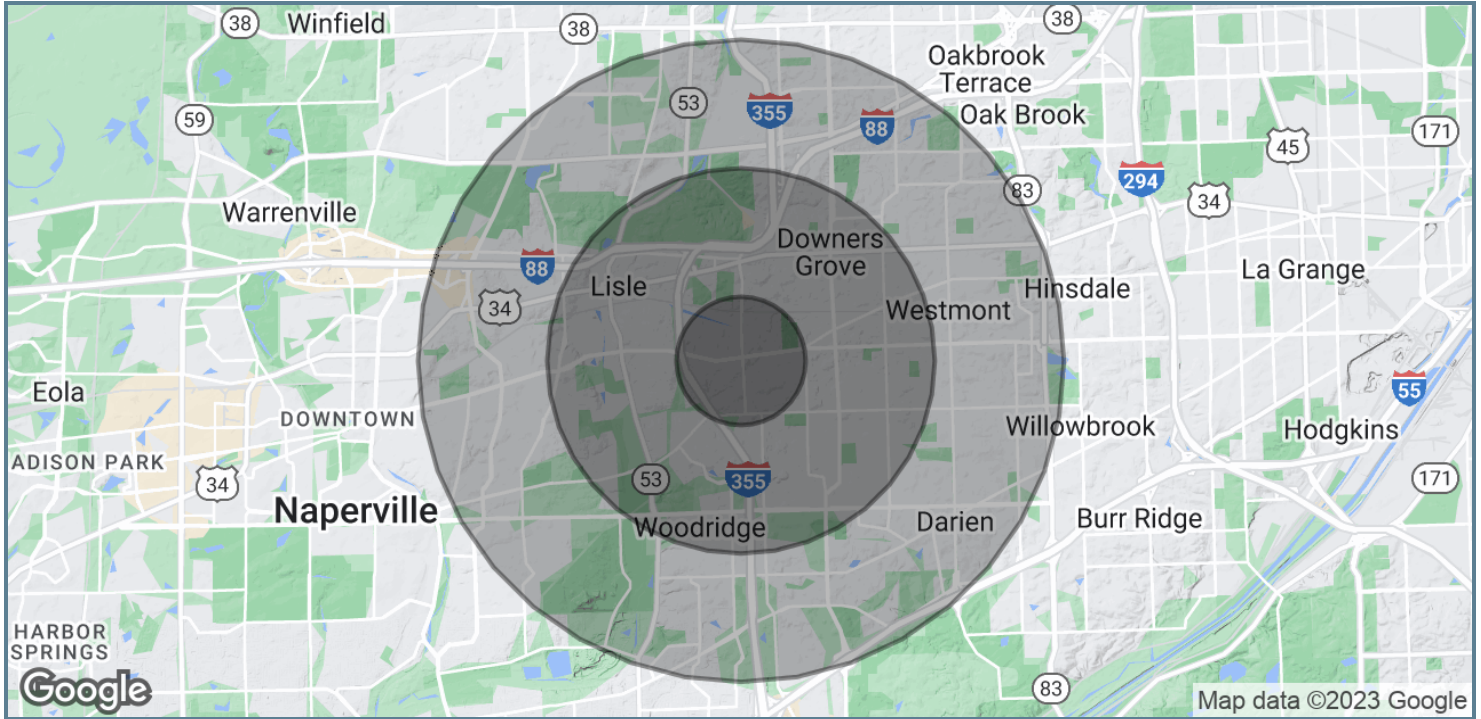 38
Winfield
38
38
Oakbrook
Terrace
53
355
88
Oak Brook
59
171
45
294
83
34
Warrenville
Downers
Grove
88
Lisle
34
La Grange
Hinsdale
Westmont
Eola
55
DOWNTOWN
Willowbrook
Hodgkins
ADISON PARK
34
53
355
171
Naperville
Woodridge
Darien
Burr Ridge
HARBOR
SPRINGS
Google
83
Map data ©2023 Google